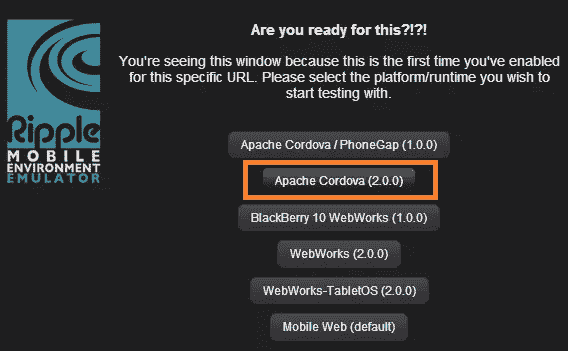 Ripple
MOBILE
ENVIRONMENT
EMULATOR
Are you ready for this?!?!
You're seeing this window because this is the first time you've enabled
for this specific URL. Please select the platform/runtime you wish to
start testing with.
Apache Cordova / PhoneGap (1.0.0)
Apache Cordova (2.0.0)
BlackBerry 10 WebWorks (1.0.0)
WebWorks (2.0.0)
WebWorks-TabletOS (2.0.0)
Mobile Web (default)